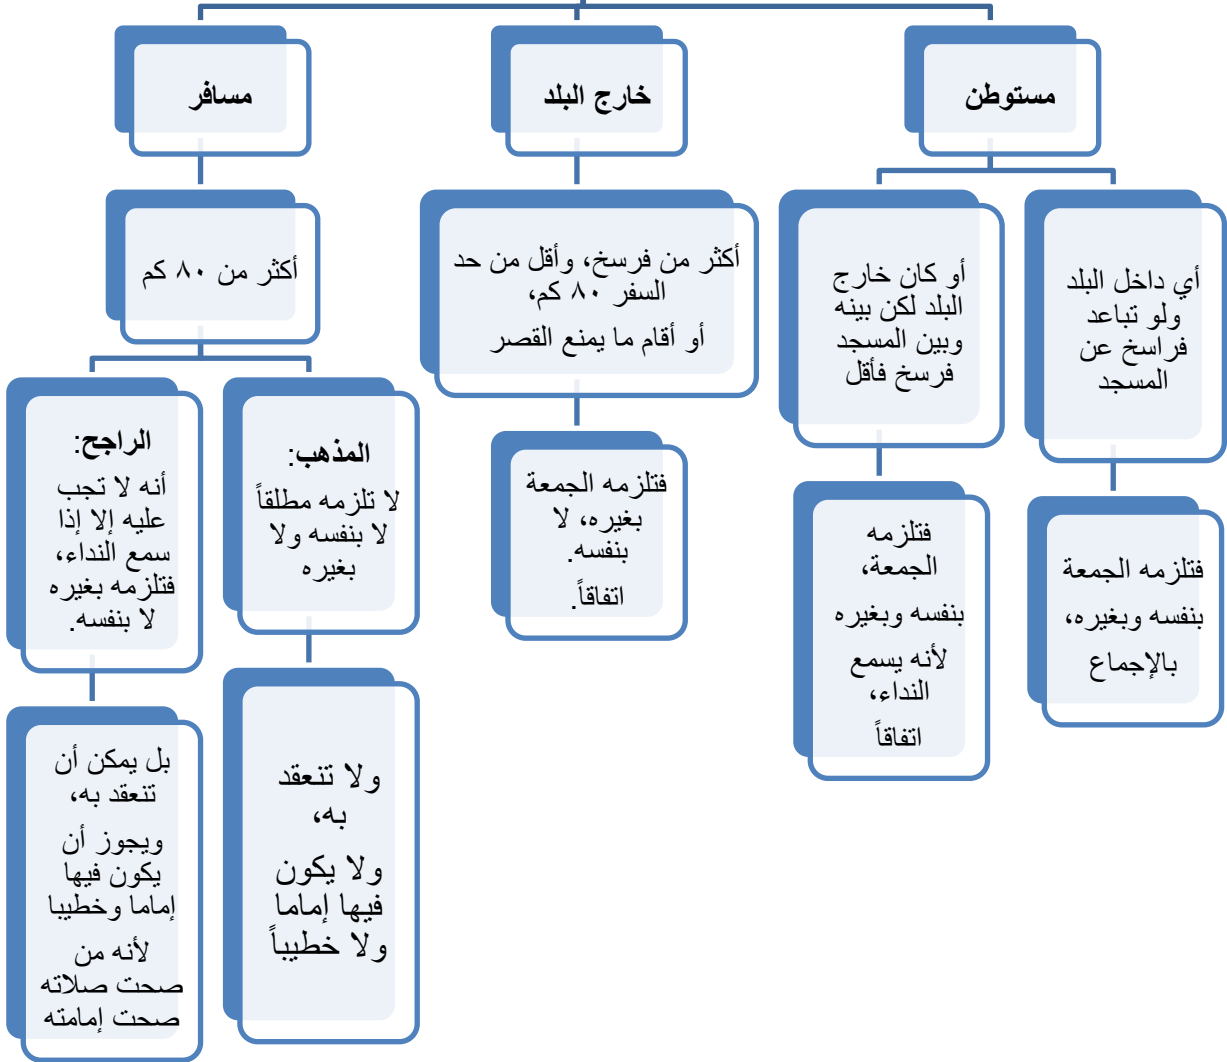 مستوطن
خارج البلد
مسافر
أي داخل البلد
ولو تباعد
فراسخ عن
المسجد
أو كان خارج
البلد لكن بينه
وبين المسجد
فرسخ فأقل
أكثر من فرسخ، وأقل من حد
السفر ٨٠ كم،
أو أقام ما يمنع القصر
أكثر من ٨٠ كم
فتلزمه الجمعة
بنفسه وبغيره،
بالإجماع
فتلزمه
الجمعة،
بنفسه وبغيره
لأنه يسمع
النداء،
اتفاقاً
فتلزمه الجمعة
بغيره، لا
بنفسه.
اتفاقاً.
المذهب:
لا تلزمه مطلقاً
لا بنفسه ولا
بغيره
الراجح:
أنه لا تجب
عليه إلا إذا
سمع النداء،
فتلزمه بغيره
لا بنفسه.
ولا تنعقد
به،
ولا يكون
فيها إماما
ولا خطيباً
بل يمكن أن
تنعقد به،
ويجوز أن
يكون فيها
إماما وخطيبا
لأنه من
صحت صلاته
صحت إمامته